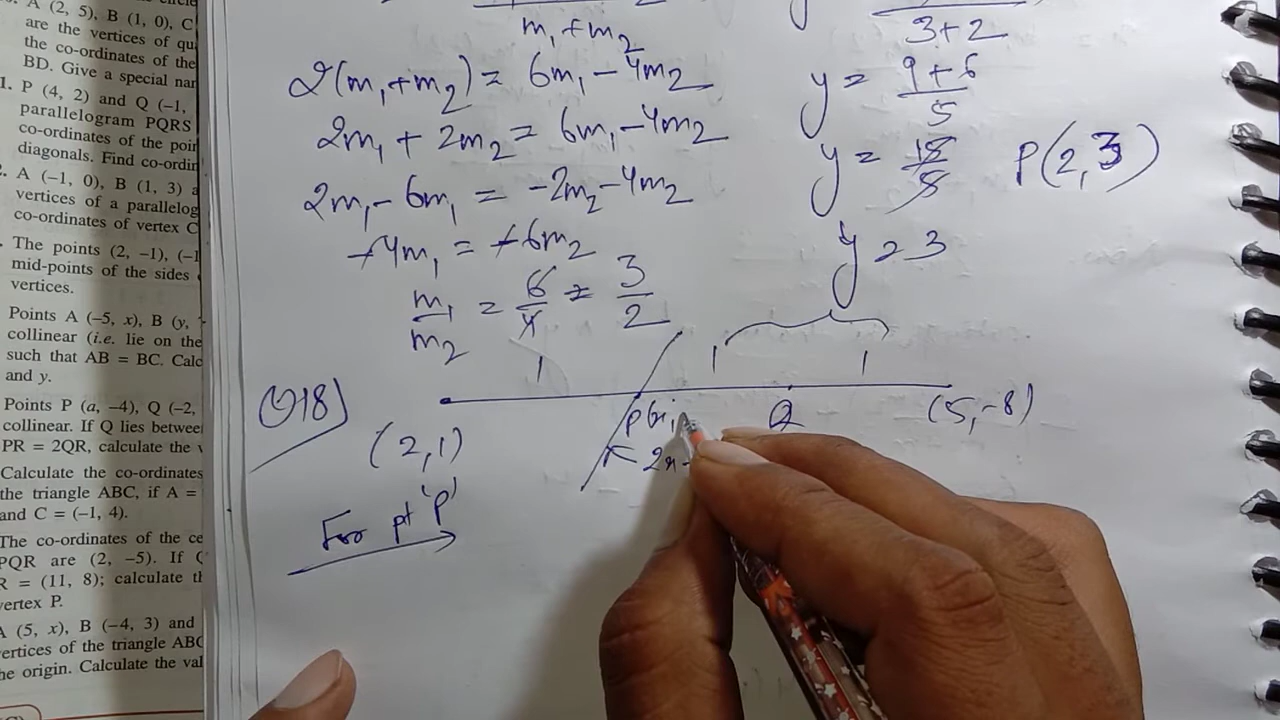 A (2, 5), B (1, 0), C
are the vertices of qu
the co-ordinates of the
BD. Give a special nar
1. P (4, 2) and Q (-1,
parallelogram PQRS
co-ordinates of the poir
diagonals. Find co-ordin
A (-1, 0), B (1, 3) a
vertices of a parallelog
co-ordinates of vertex C
The points (2, -1), (-1
mid-points of the sides
vertices.
Points A (-5, x), B (y,
collinear (i.e. lie on the
such that AB = BC. Calc
and y.
Points P (a, -4), Q (-2,
collinear. If Q lies betwee
PR = 2QR, calculate the v
Calculate the co-ordinates
the triangle ABC, if A =
and C = (-1, 4).
The co-ordinates of the ce
PQR are (2, -5). If Q
R = (11, 8); calculate th
vertex P.
A (5, x), B (-4, 3) and
vertices of the triangle ABC
he origin. Calculate the val
m₁+m₂
2(m₁+m₂) = 6m₁-4m₂
2m₁+2m₂ = 6m₁-4m₂
2m₁-6m₁ = -2m₂-4m₂
-4m₁ = -6m₂
m₁/m₂ = 6/4 = 3/2
y
3+2
y = 9+6/5
y = 15/5 P(2,3)
y = 3
1 1 1
Q18)
P(x, Q (5,-8)
(2,1) 2x-
For pt 'P'